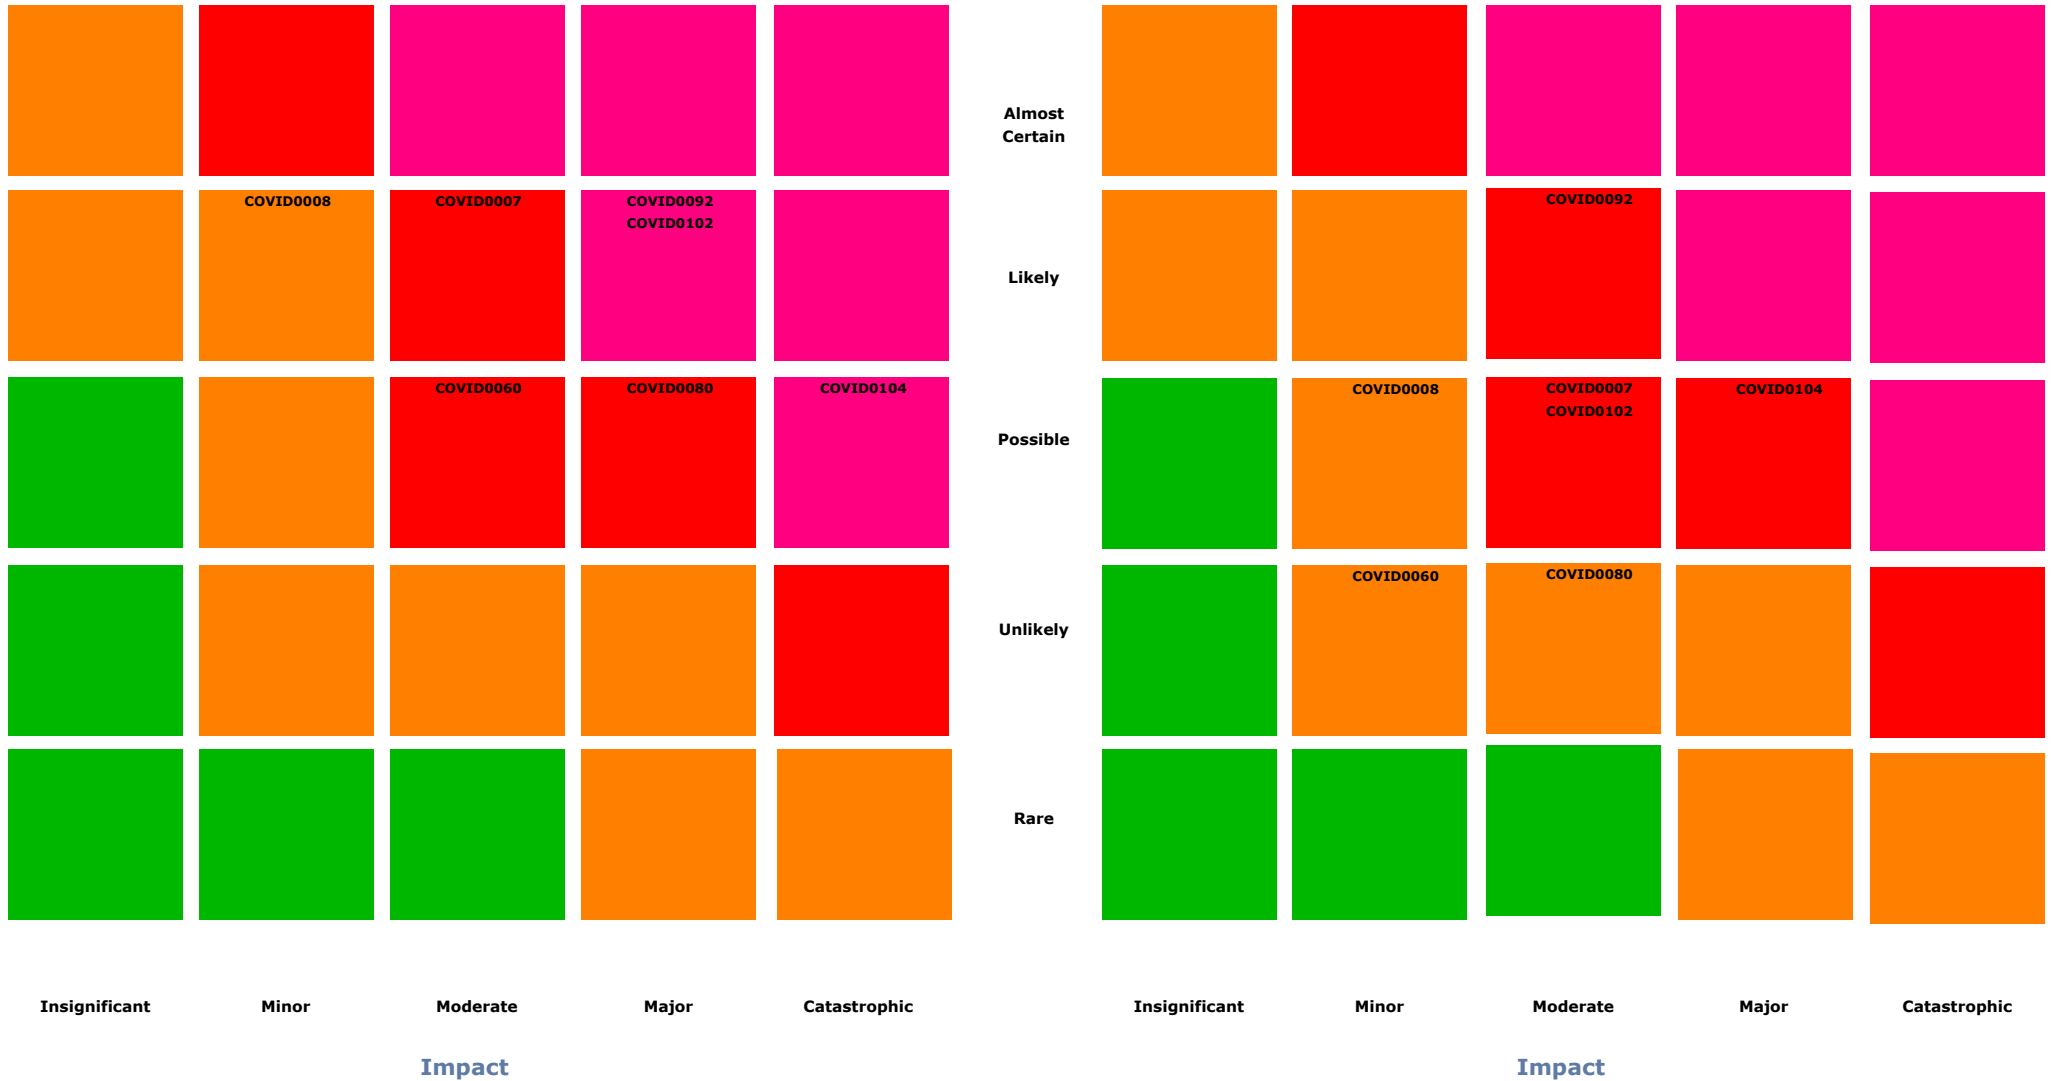 Almost
Certain
COVID0008
COVID0007
COVID0092
COVID0102
Likely
COVID0092
COVID0060
COVID0080
COVID0104
Possible
COVID0008
COVID0007
COVID0102
COVID0104
Unlikely
COVID0060
COVID0080
Rare
Insignificant
Minor
Moderate
Major
Catastrophic
Insignificant
Minor
Moderate
Major
Catastrophic
Impact
Impact